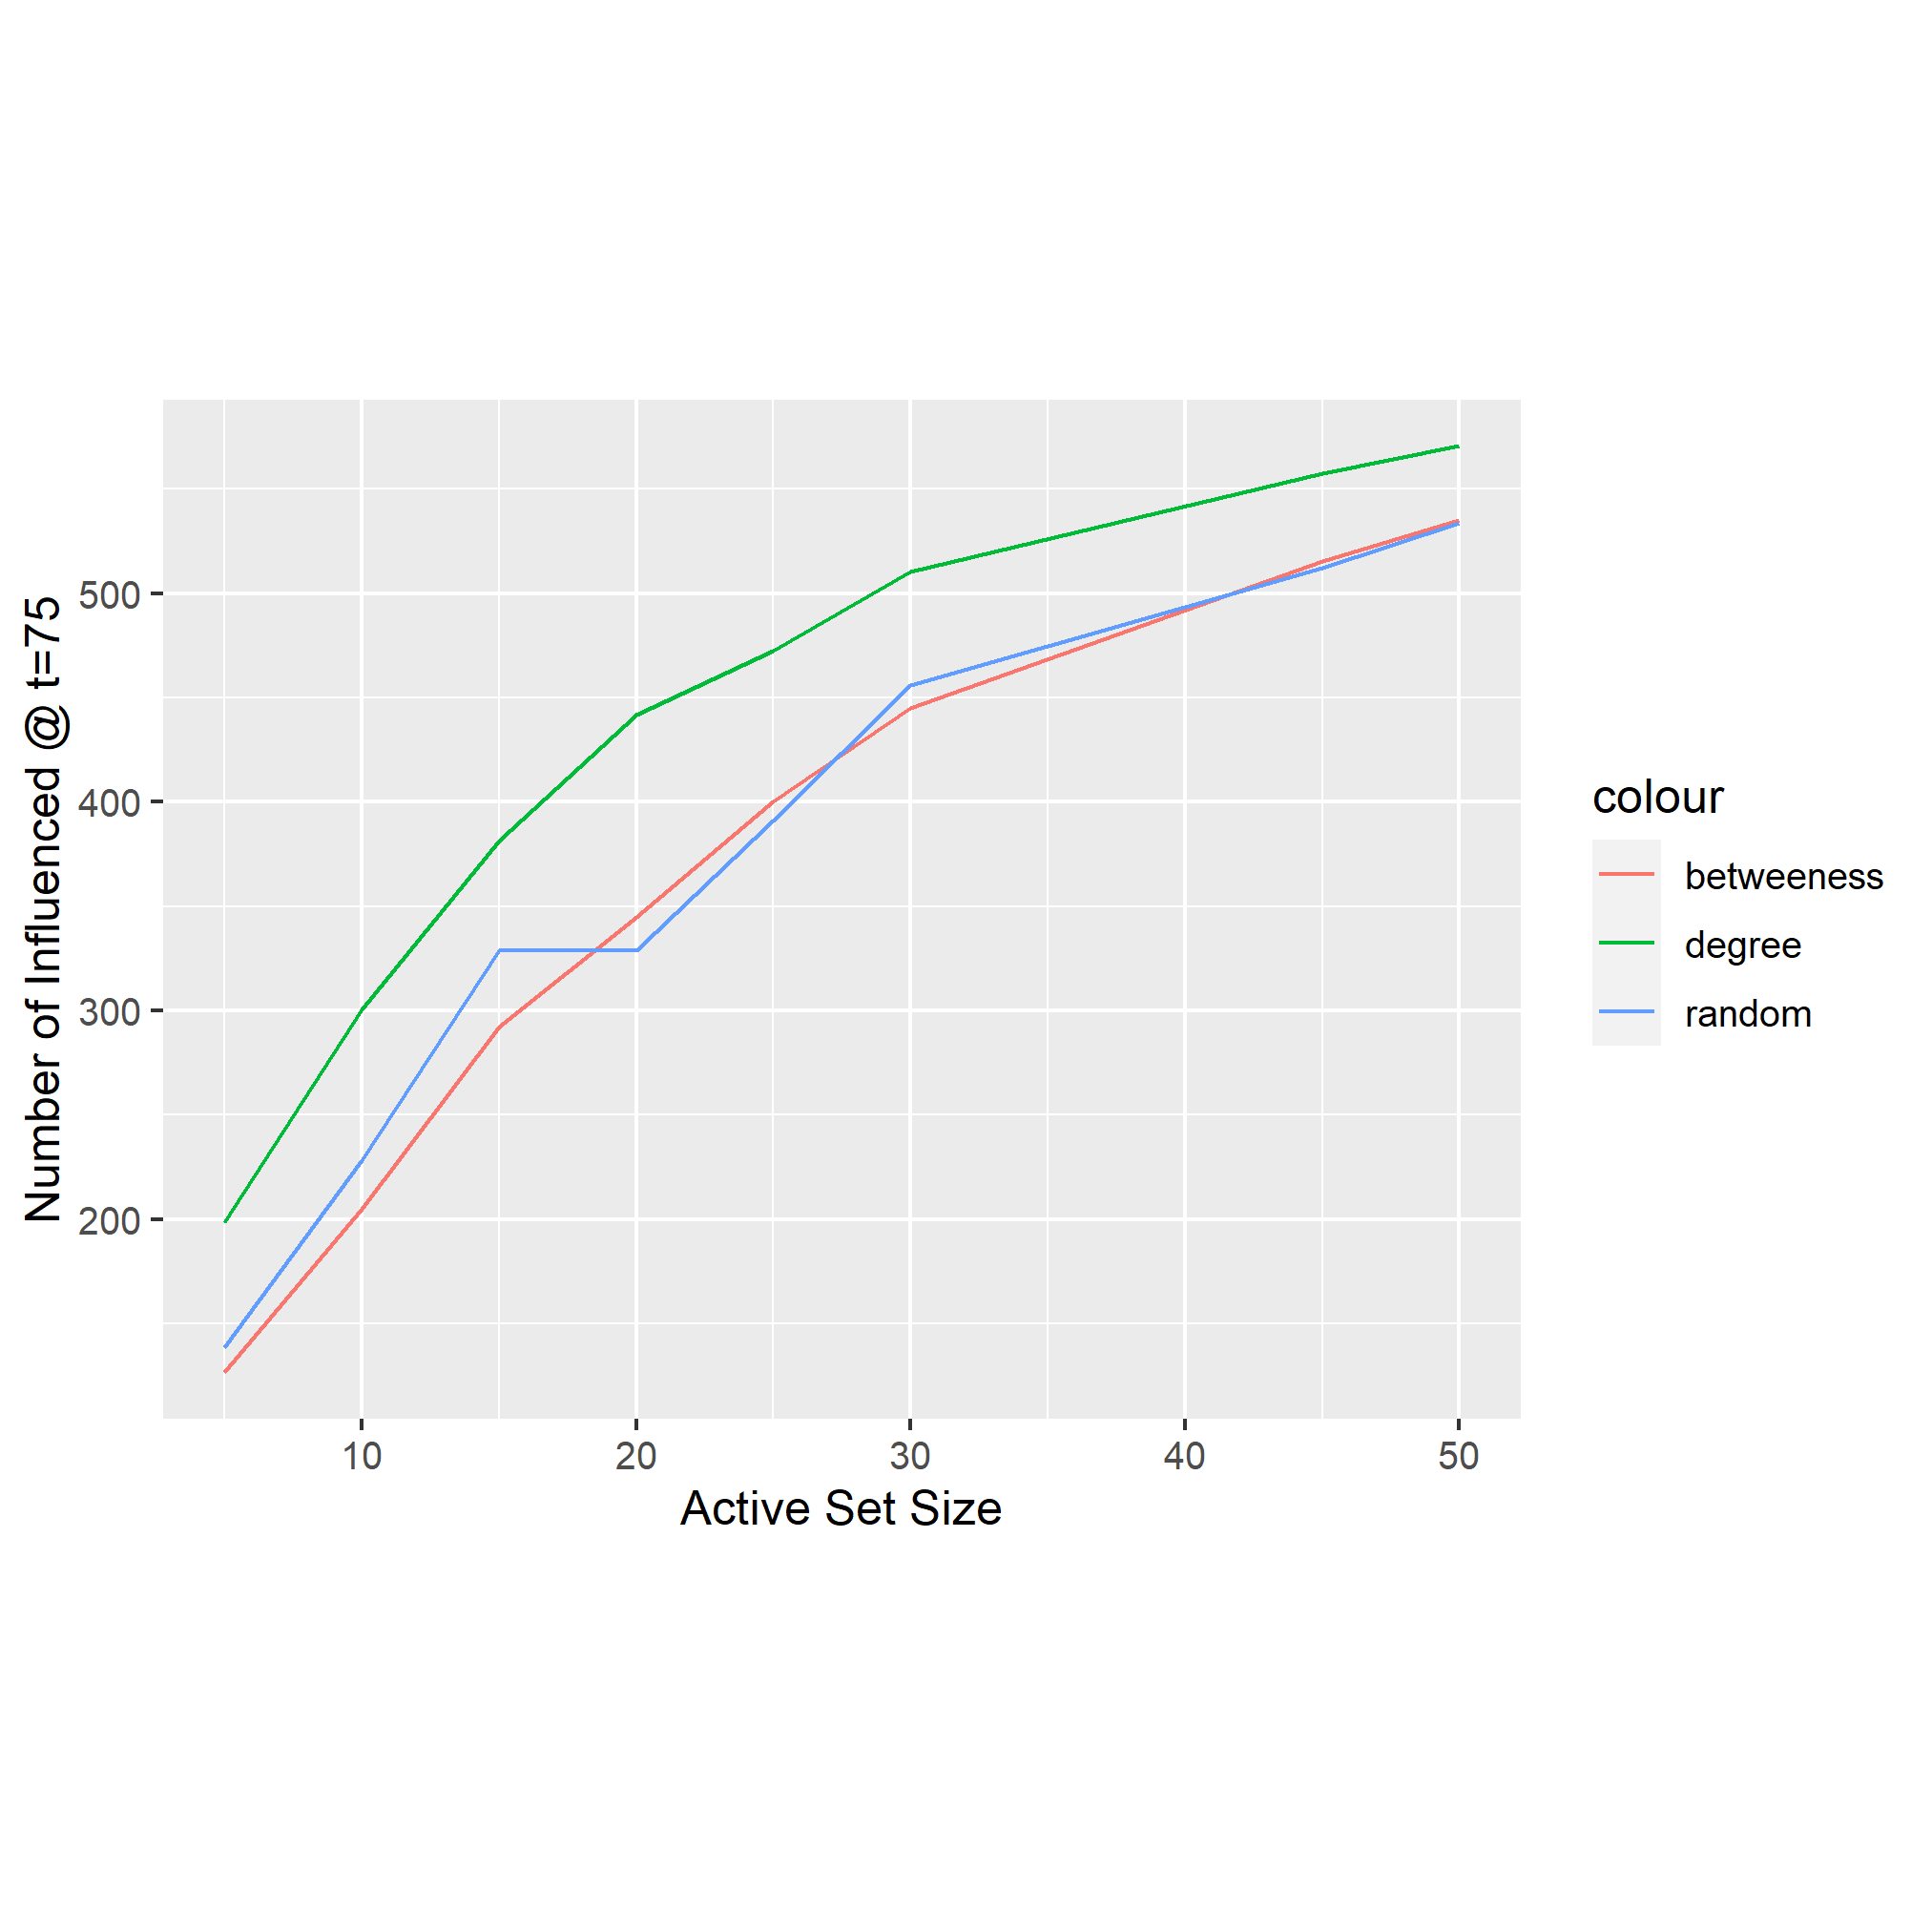 Number of Influenced @ t=75
500
400
300
200
10 20 30 40 50
Active Set Size
colour
betweeness
degree
random